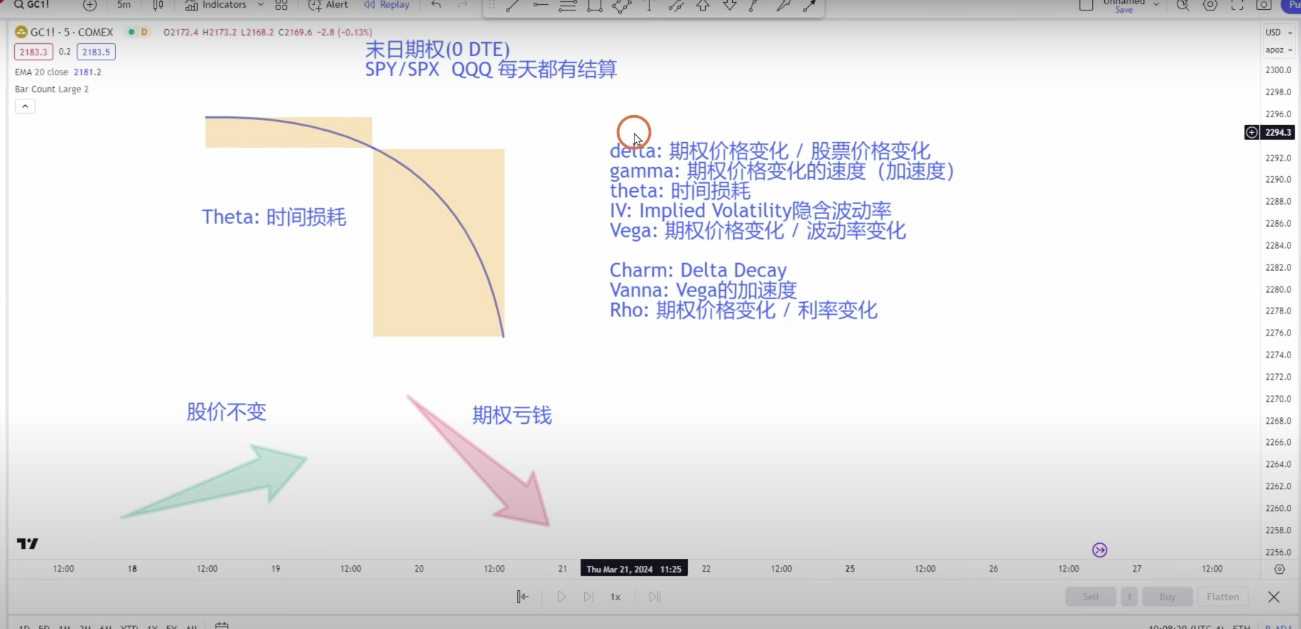 GC1!
5m
Indicators
Alert
Replay
Unnamed
Save
GC1! · 5 · COMEX
D
O2172.4 H2173.2 L2168.2 C2169.6 −2.8 (−0.13%)
2183.3 0.2 2183.5
EMA 20 close 2181.2
Bar Count Large 2
末日期权(0 DTE)
SPY/SPX QQQ 每天都有结算
Theta: 时间损耗
delta: 期权价格变化 / 股票价格变化
gamma: 期权价格变化的速度（加速度）
theta: 时间损耗
IV: Implied Volatility隐含波动率
Vega: 期权价格变化 / 波动率变化
Charm: Delta Decay
Vanna: Vega的加速度
Rho: 期权价格变化 / 利率变化
股价不变
期权亏钱
USD
apoz
2300.0
2298.0
2296.0
2294.3
2292.0
2290.0
2288.0
2286.0
2284.0
2282.0
2280.0
2278.0
2276.0
2274.0
2272.0
2270.0
2268.0
2266.0
2264.0
2262.0
2260.0
2258.0
2256.0
12:00 18 12:00 19 12:00 20 12:00 21 Thu Mar 21, 2024 11:25 22 12:00 25 12:00 26 12:00 27 12:00
1x
Sell 1 Buy Flatten